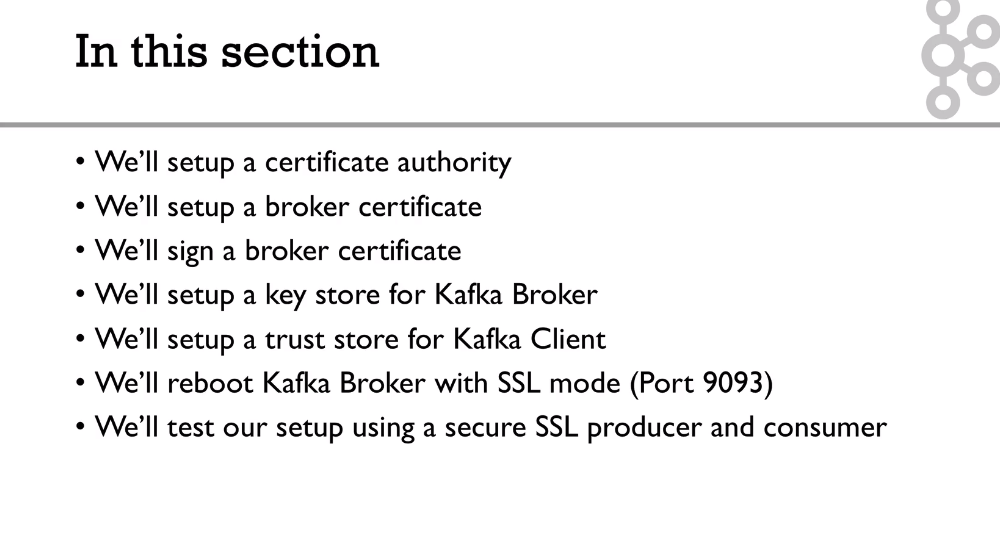 In this section
• We’ll setup a certificate authority
• We’ll setup a broker certificate
• We’ll sign a broker certificate
• We’ll setup a key store for Kafka Broker
• We’ll setup a trust store for Kafka Client
• We’ll reboot Kafka Broker with SSL mode (Port 9093)
• We’ll test our setup using a secure SSL producer and consumer